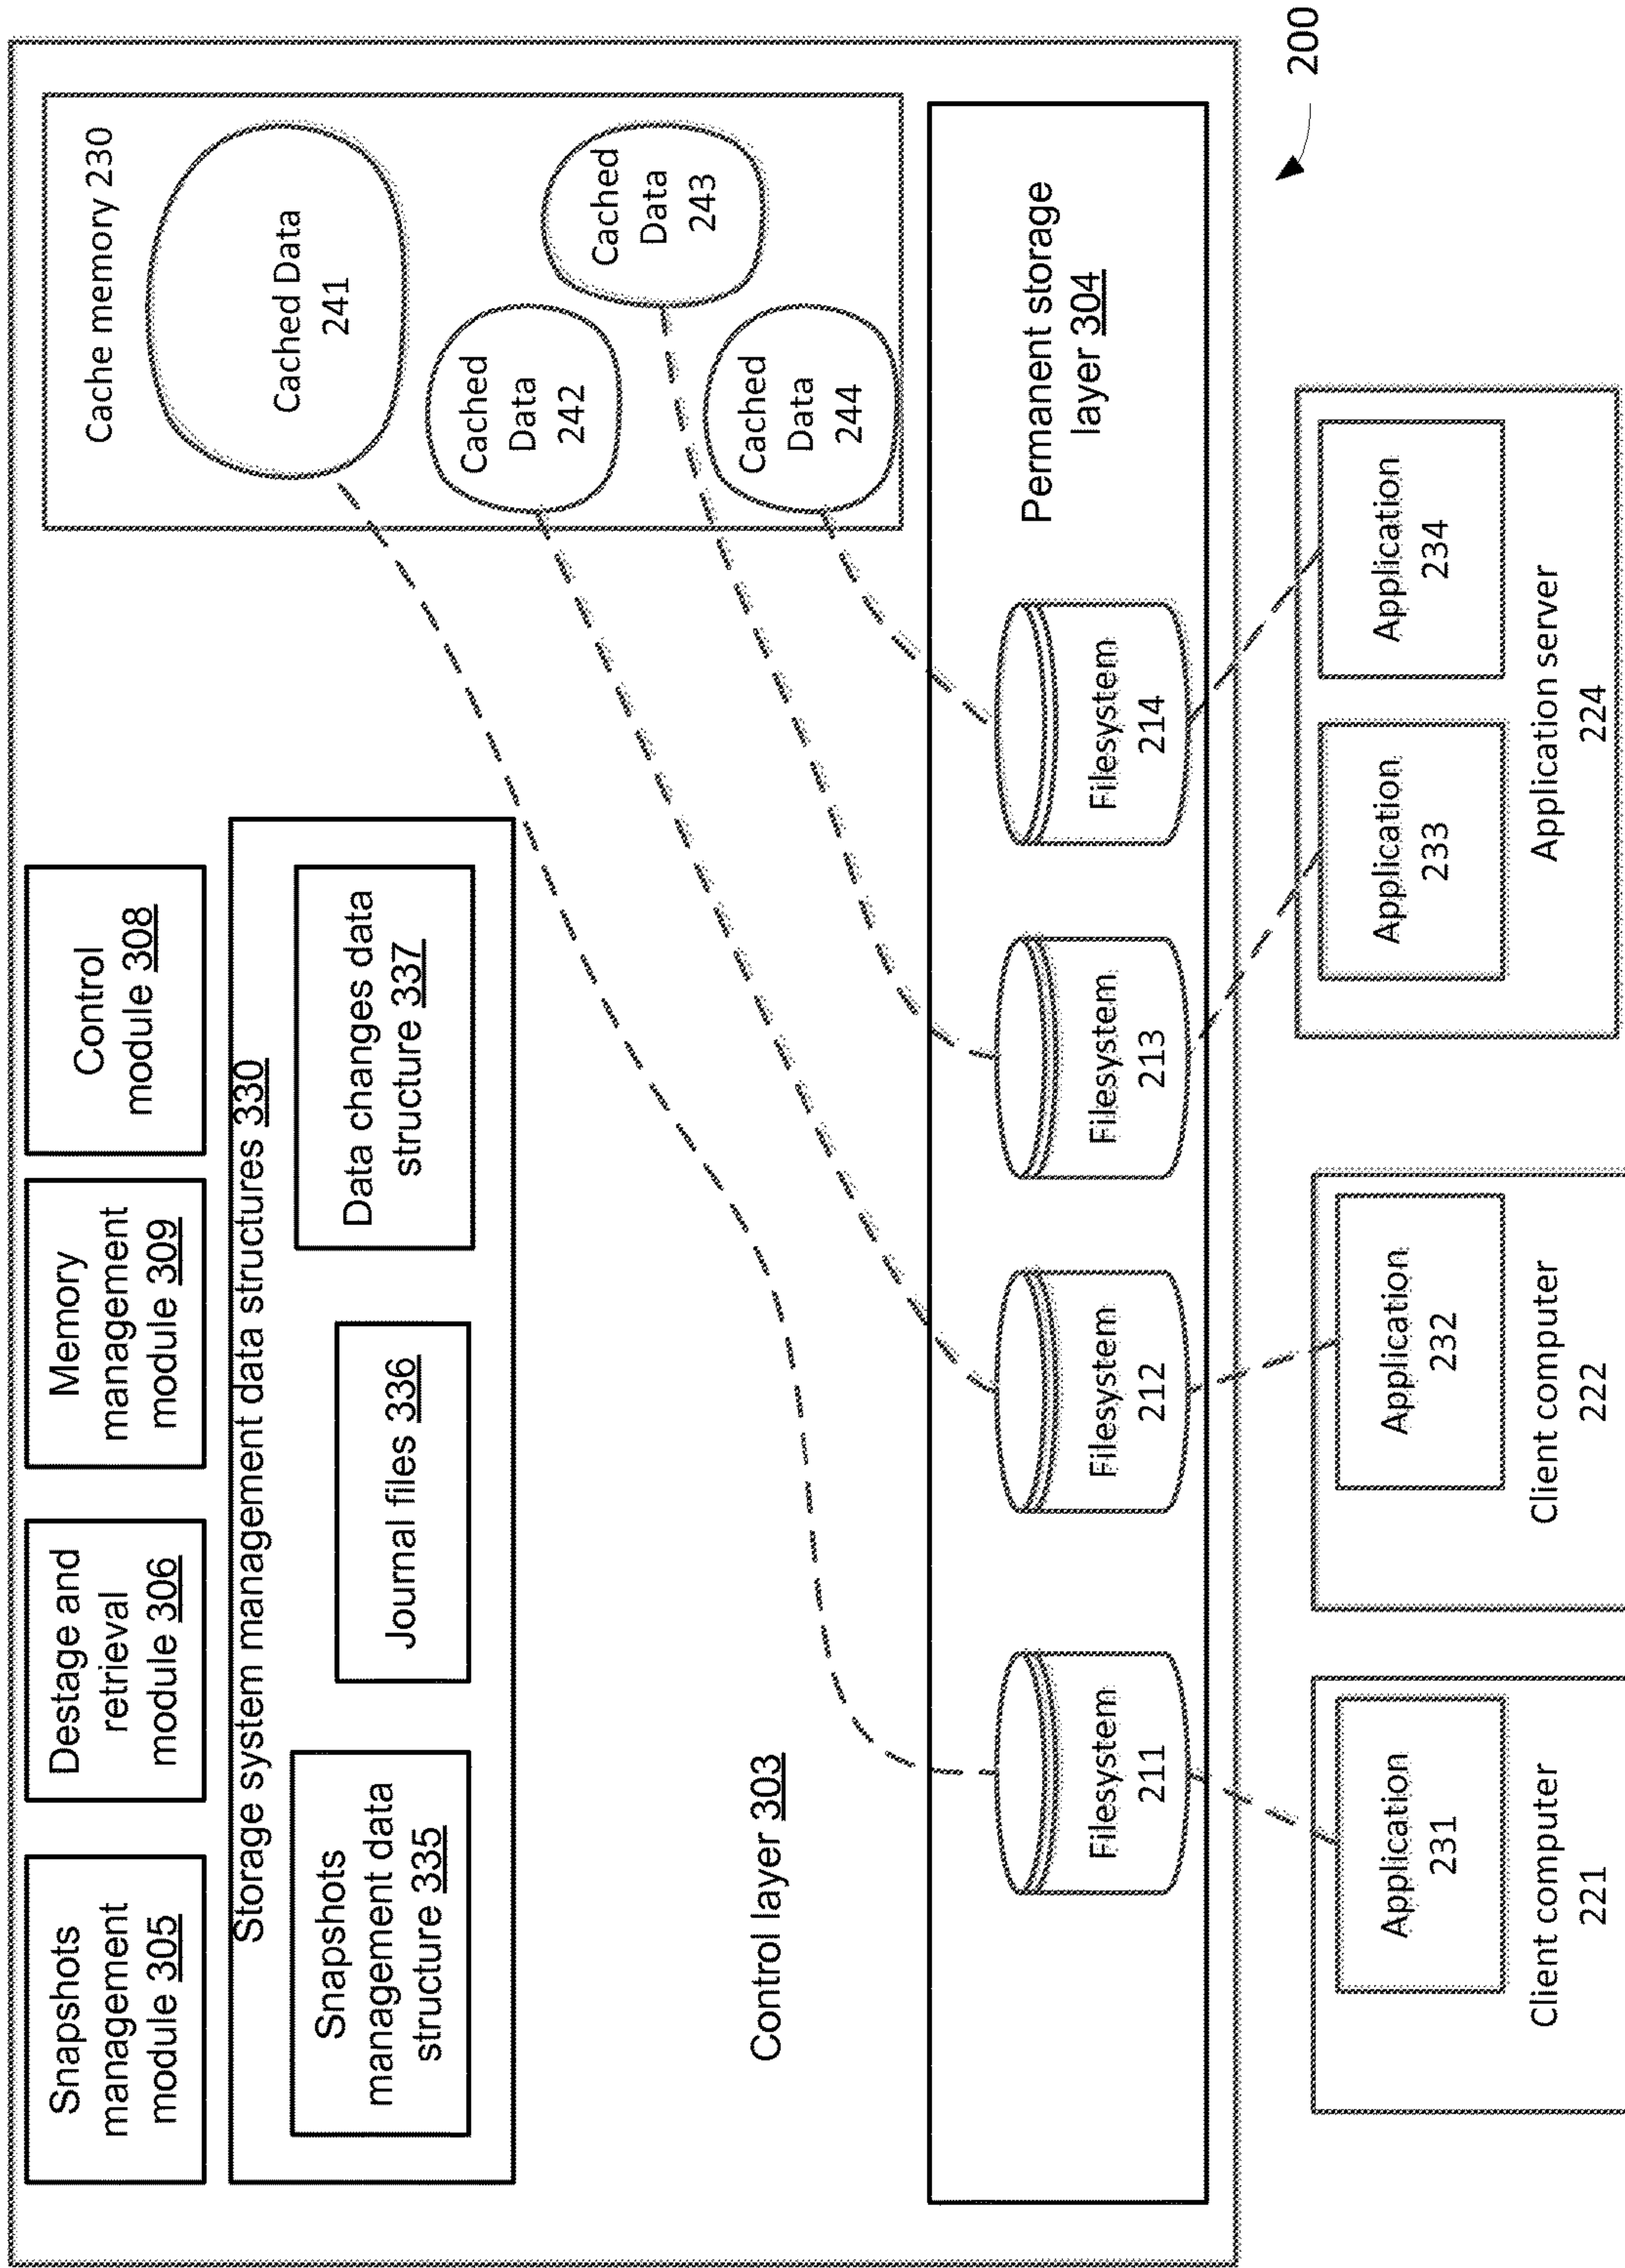 Snapshots
management
module 305
Destage and
retrieval
module 306
Memory
management
module 309
Control
module 308
Storage system management data structures 330
Snapshots
management data
structure 335
Journal files 336
Data changes data
structure 337
Cache memory 230
Cached Data
241
Cached
Data
242
Cached
Data
243
Cached
Data
244
Control layer 303
Permanent storage
layer 304
Filesystem
211
Filesystem
212
Filesystem
213
Filesystem
214
200
Application
231
Client computer
221
Application
232
Client computer
222
Application
233
Application
234
Application server
224